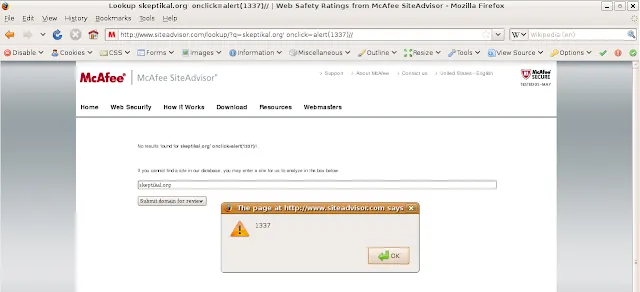 Lookup skeptikal.org' onclick=alert(1337)// | Web Safety Ratings from McAfee SiteAdvisor - Mozilla Firefox
File Edit View History Bookmarks Tools Help
http://www.siteadvisor.com/lookup/?q=skeptikal.org' onclick=alert(1337)//
Wikipedia (en)
Disable Cookies CSS Forms Images Information Miscellaneous Outline Resize Tools View Source Options
McAfee McAfee SiteAdvisor
Support About McAfee Contact us United States - English
McAfee SECURE
TESTED
Home Web Security How It Works Download Resources Webmasters
No results found for skeptikal.org' onclick=alert(1337)//
If you cannot find a site in our database, you may enter a site for us to analyze in the box below
skeptikal.org
Submit domain for review
The page at http://www.siteadvisor.com says
1337
OK